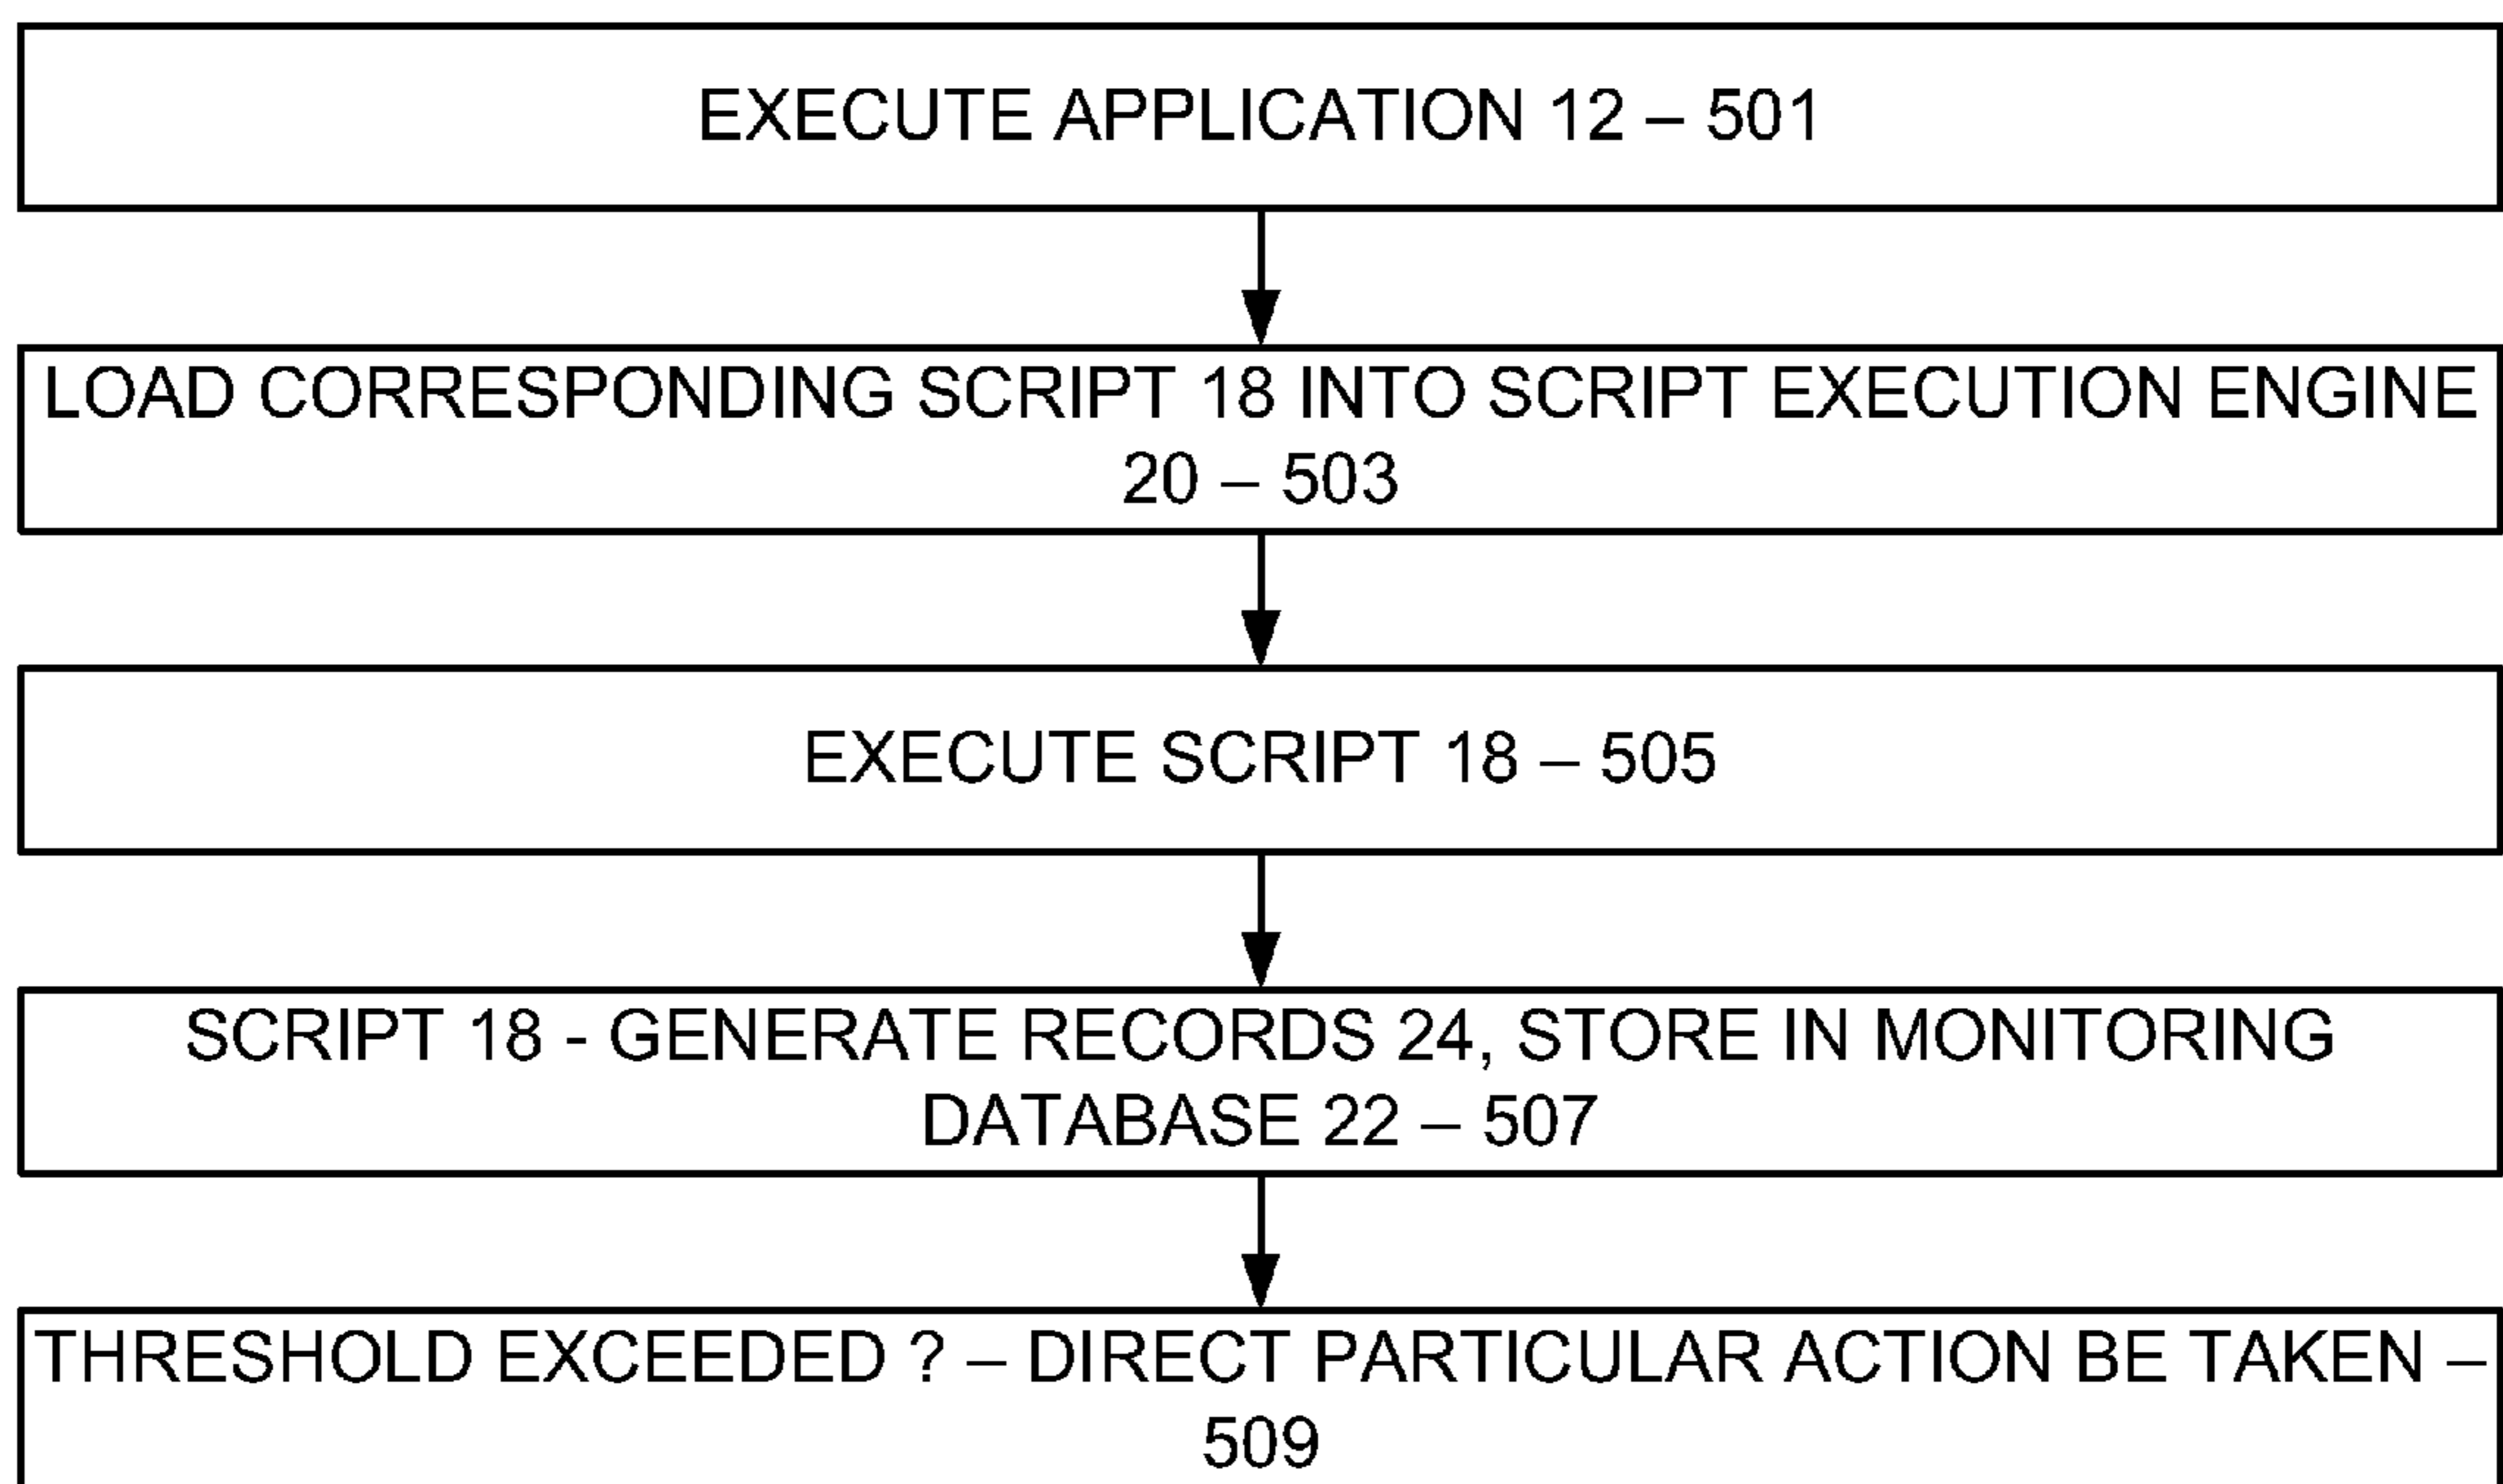 EXECUTE APPLICATION 12 – 501
LOAD CORRESPONDING SCRIPT 18 INTO SCRIPT EXECUTION ENGINE
20 – 503
EXECUTE SCRIPT 18 – 505
SCRIPT 18 - GENERATE RECORDS 24, STORE IN MONITORING
DATABASE 22 – 507
THRESHOLD EXCEEDED ? – DIRECT PARTICULAR ACTION BE TAKEN –
509